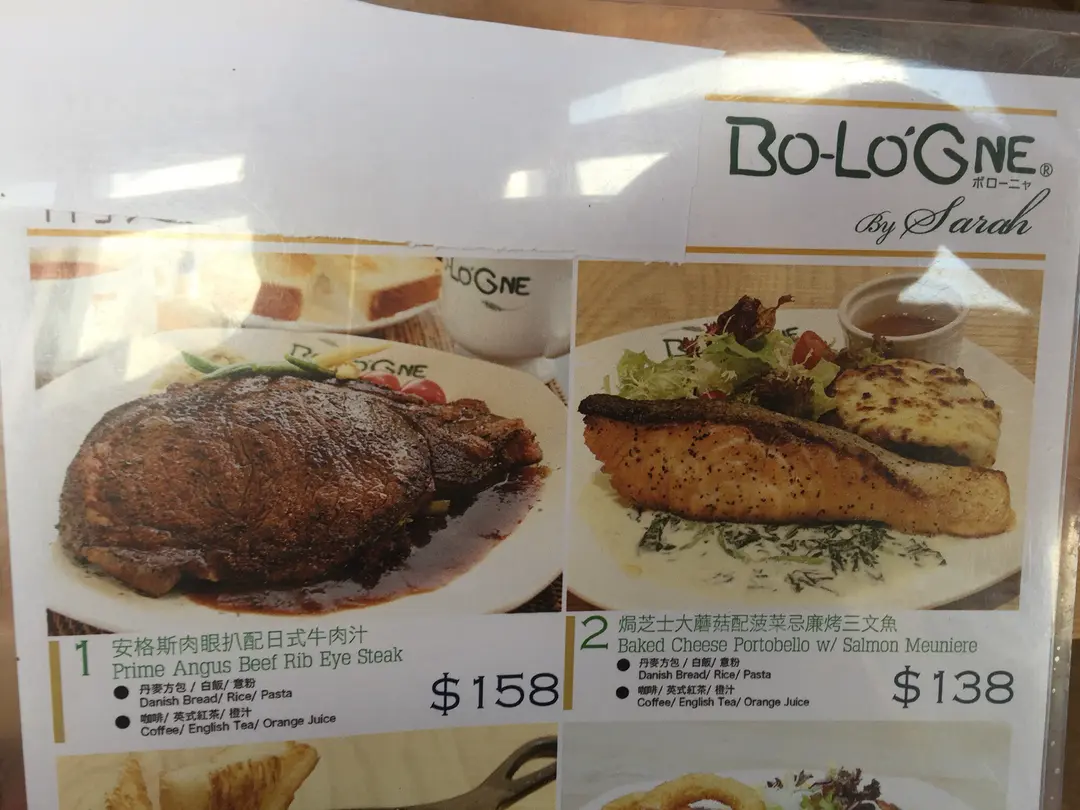 BO-LO'GNE®
ボローニャ
By Sarah
LO'GNE
BO-LO'GNE
1 安格斯肉眼扒配日式牛肉汁
Prime Angus Beef Rib Eye Steak
● 丹麥方包 / 白飯/ 意粉
Danish Bread/ Rice/ Pasta
● 咖啡/ 英式紅茶/ 橙汁
Coffee/ English Tea/ Orange Juice
$158
2 焗芝士大蘑菇配菠菜忌廉烤三文魚
Baked Cheese Portobello w/ Salmon Meuniere
● 丹麥方包 / 白飯/ 意粉
Danish Bread/ Rice/ Pasta
● 咖啡/ 英式紅茶/ 橙汁
Coffee/ English Tea/ Orange Juice
$138